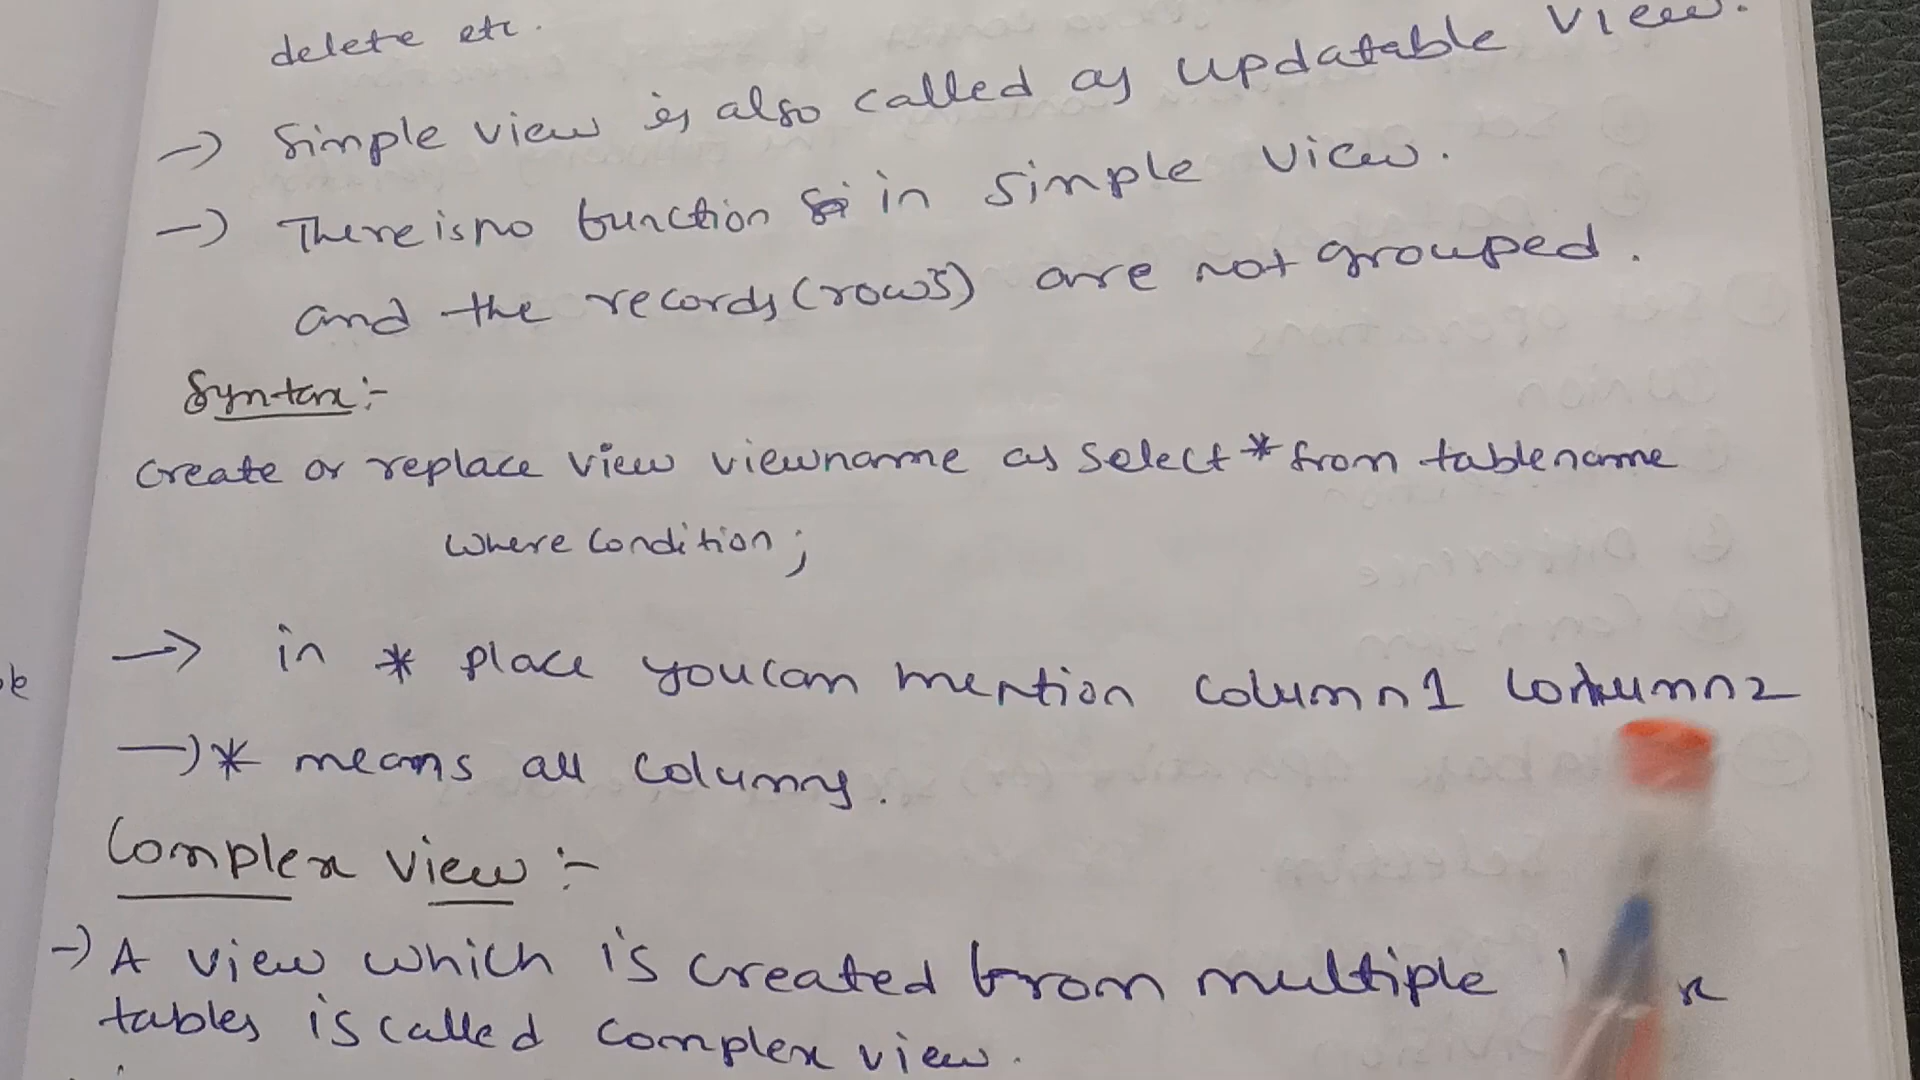 delete etc.
-> Simple view is also called as updatable view.
-> There is no function in simple view.
and the records (rows) are not grouped.
Syntax:-
Create or replace view viewname as select * from tablename
where condition;
-> in * place you can mention column1 column2
-> * means all columns.
Complex view :-
-> A view which is created from multiple
tables is called complex view.